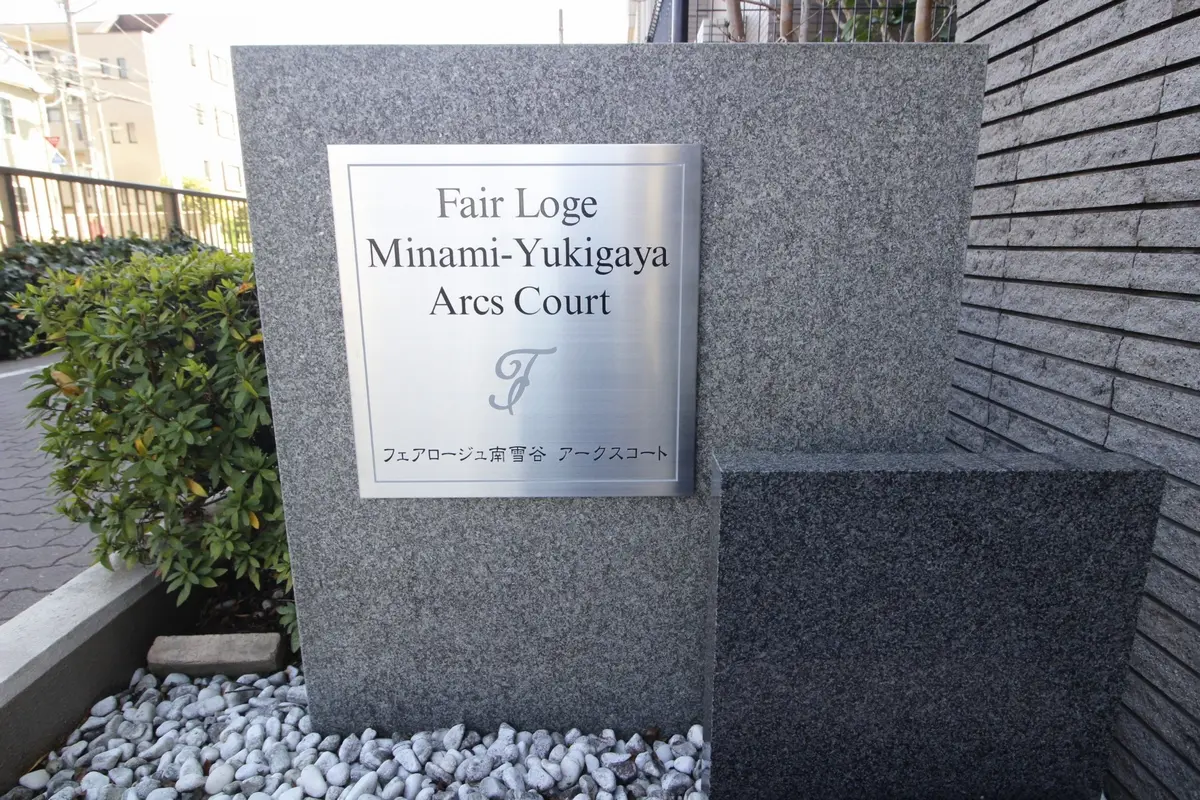 Fair Loge
Minami-Yukigaya
Arcs Court
F
フェアロージュ南雪谷 アークスコート